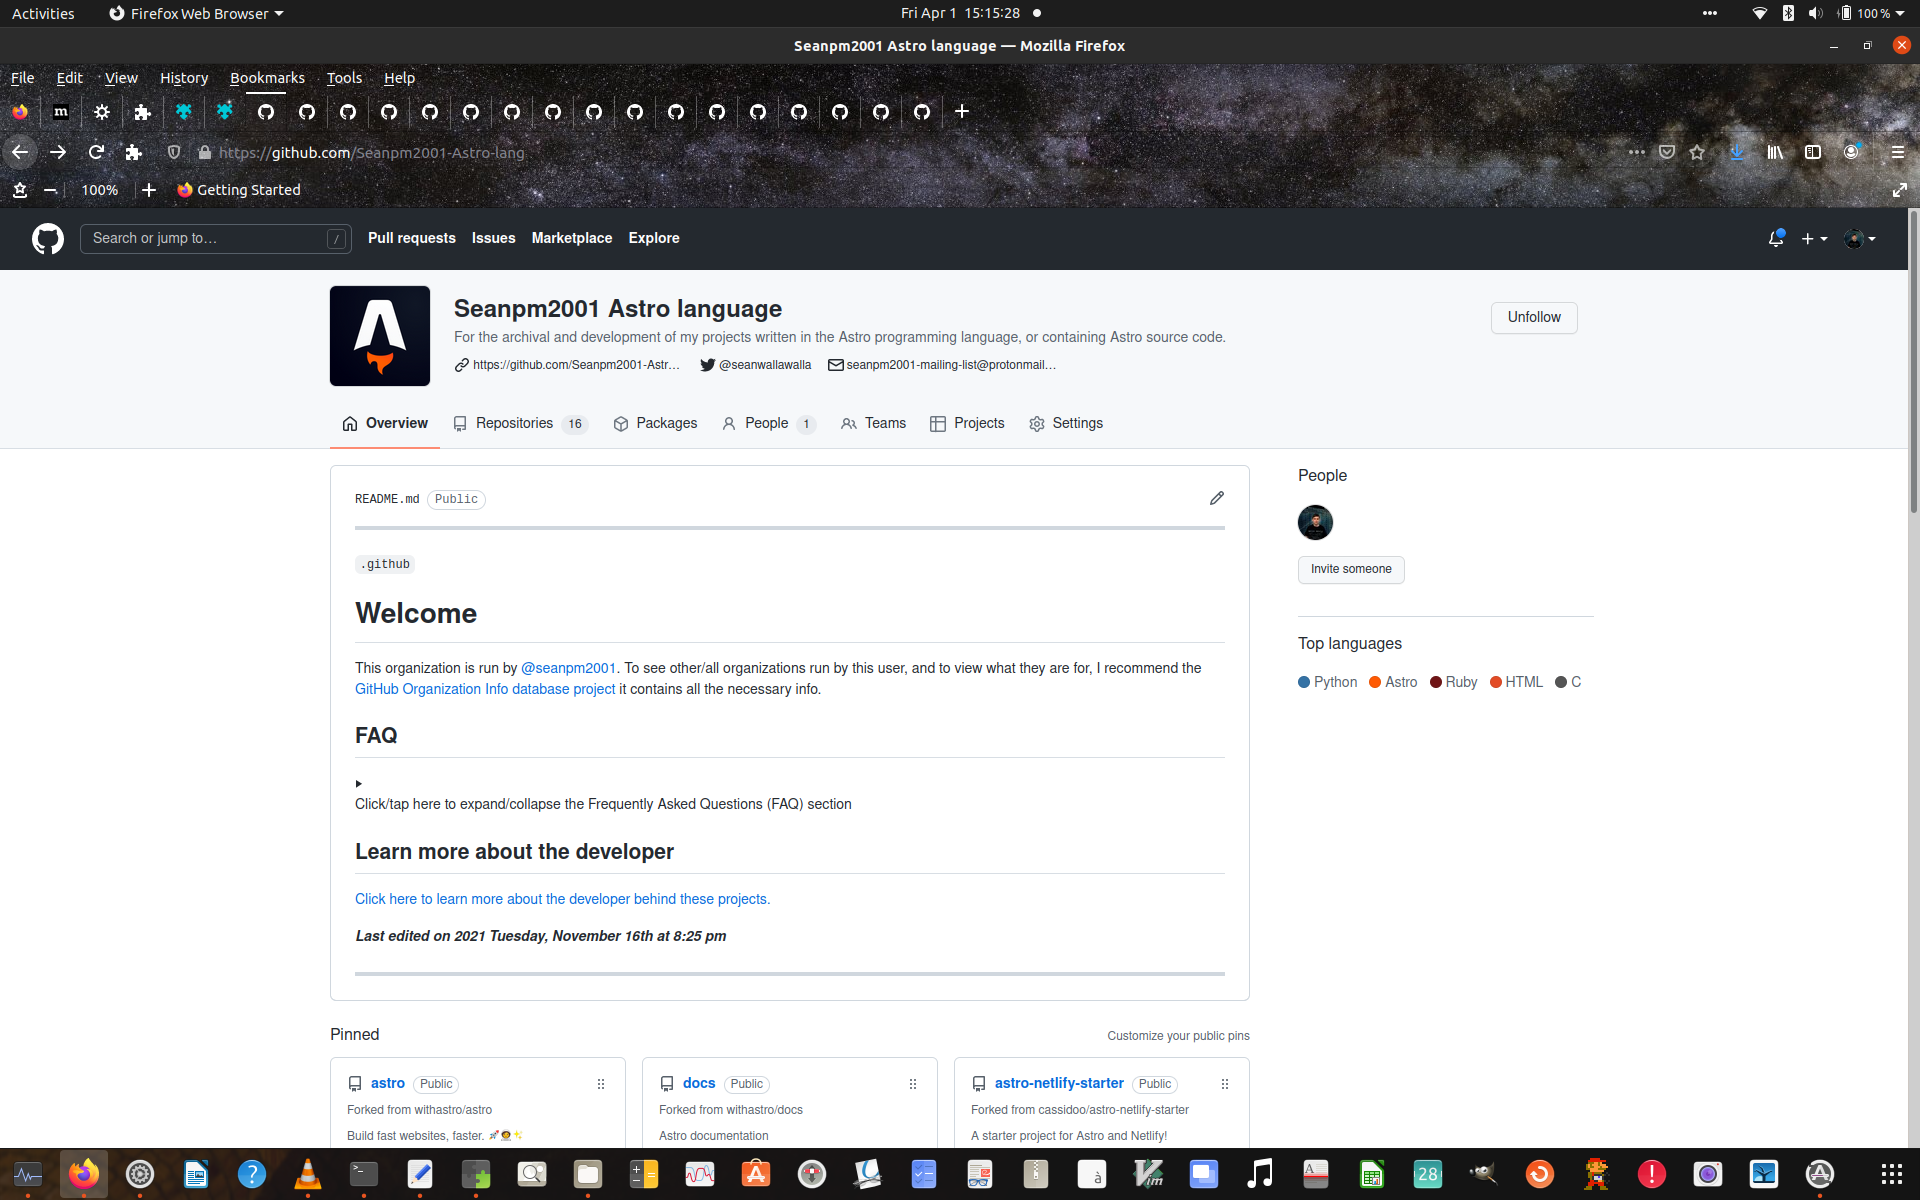 Activities
Firefox Web Browser
Fri Apr 1 15:15:28
100 %
Seanpm2001 Astro language — Mozilla Firefox
File Edit View History Bookmarks Tools Help
m
https://github.com/Seanpm2001-Astro-lang
100%
Getting Started
Search or jump to…
/
Pull requests Issues Marketplace Explore
Seanpm2001 Astro language
Unfollow
For the archival and development of my projects written in the Astro programming language, or containing Astro source code.
https://github.com/Seanpm2001-Astr… @seanwallawalla seanpm2001-mailing-list@protonmail…
Overview Repositories 16 Packages People 1 Teams Projects Settings
README.md Public
.github
Welcome
This organization is run by @seanpm2001. To see other/all organizations run by this user, and to view what they are for, I recommend the
GitHub Organization Info database project it contains all the necessary info.
FAQ
Click/tap here to expand/collapse the Frequently Asked Questions (FAQ) section
Learn more about the developer
Click here to learn more about the developer behind these projects.
Last edited on 2021 Tuesday, November 16th at 8:25 pm
People
Invite someone
Top languages
Python Astro Ruby HTML C
Pinned
Customize your public pins
astro Public
Forked from withastro/astro
Build fast websites, faster. 🚀🧑‍🚀✨
docs Public
Forked from withastro/docs
Astro documentation
astro-netlify-starter Public
Forked from cassidoo/astro-netlify-starter
A starter project for Astro and Netlify!
28